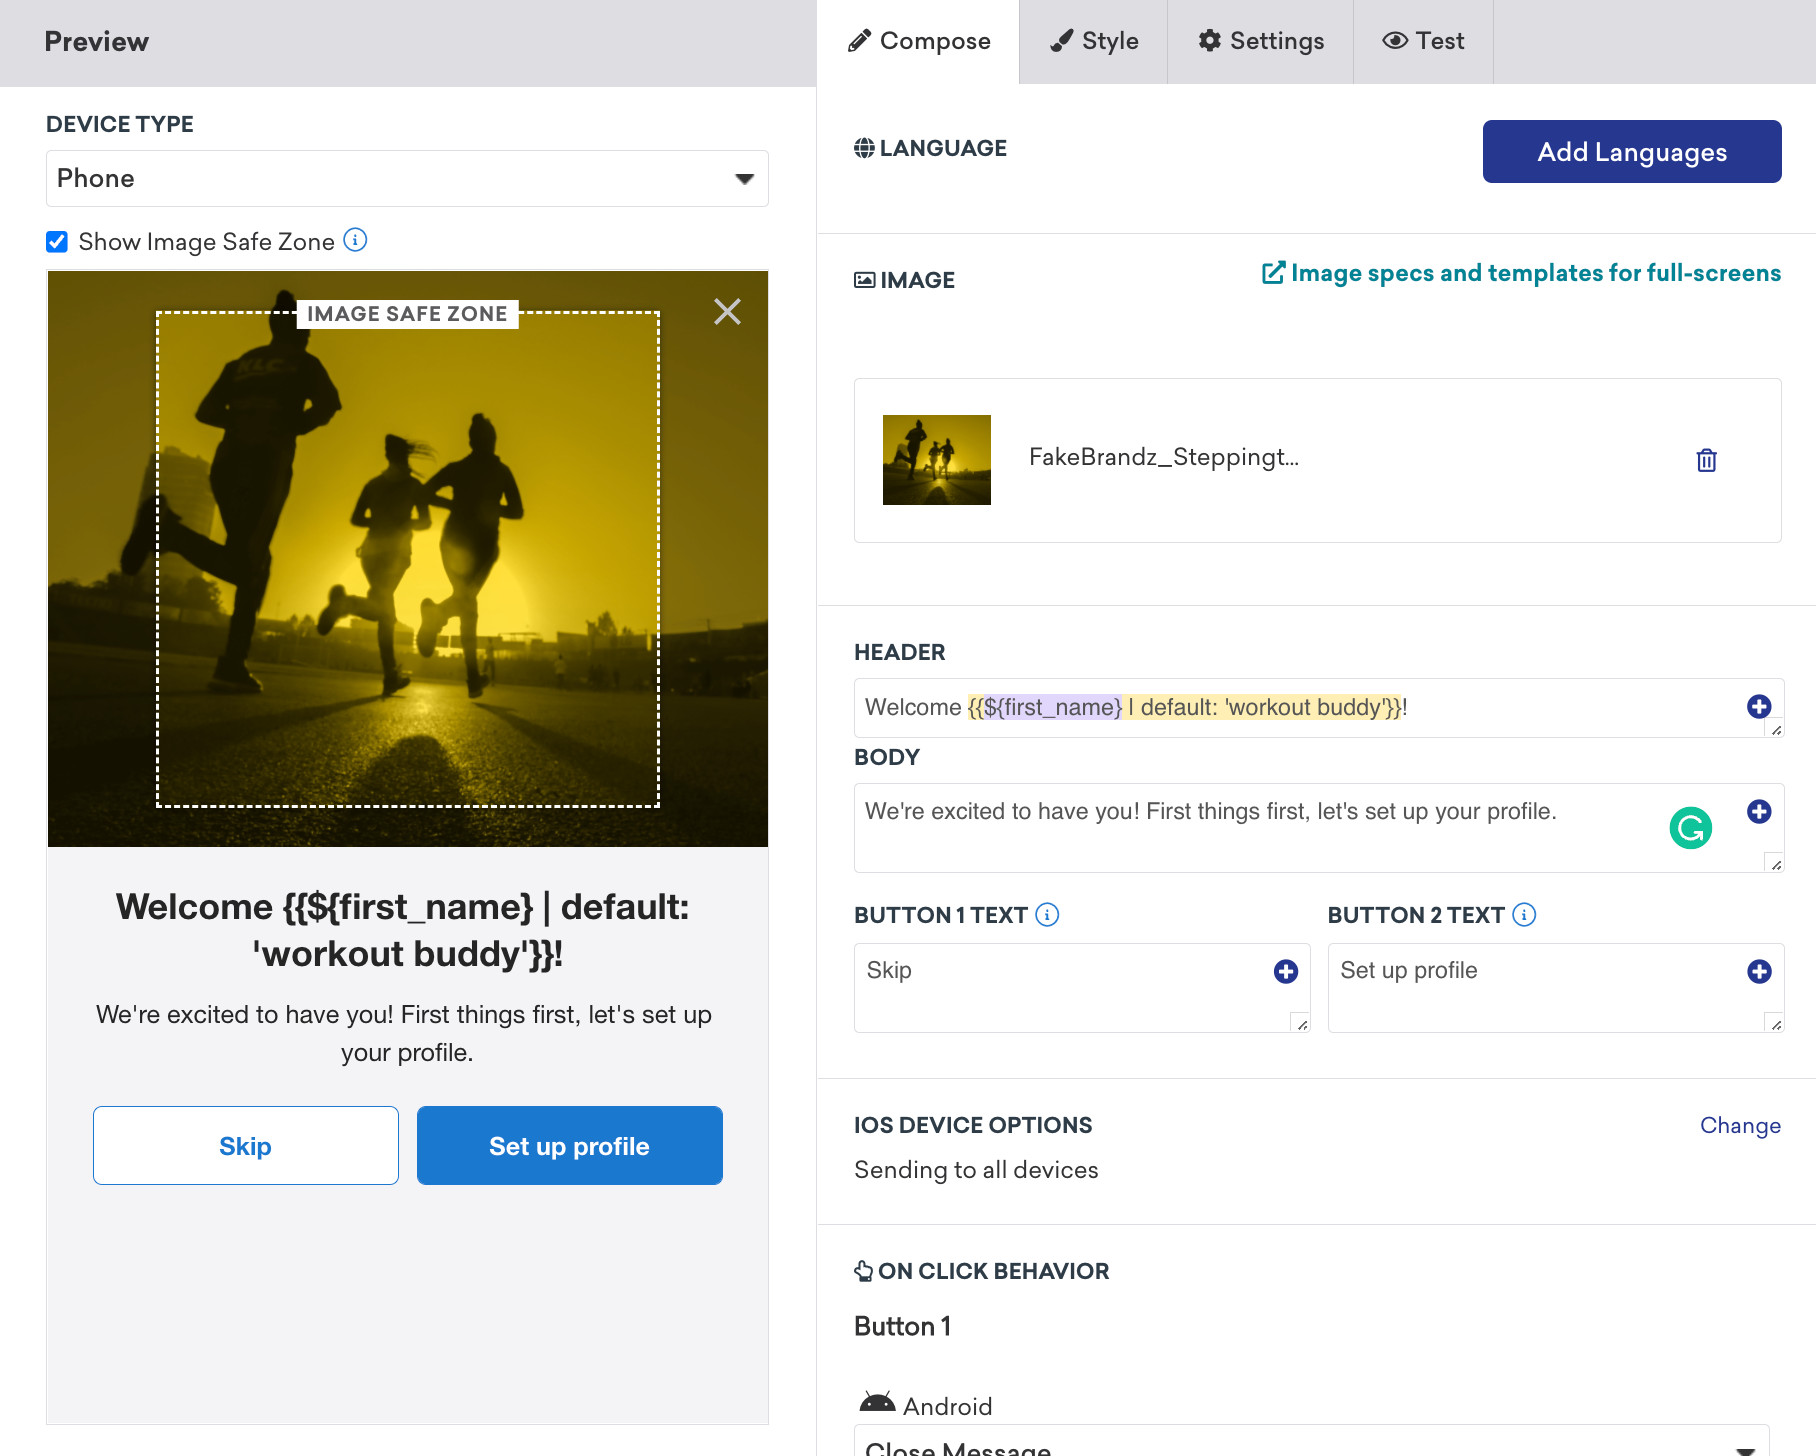 Preview
DEVICE TYPE
Phone
Show Image Safe Zone
IMAGE SAFE ZONE
KLC
Welcome {{${first_name} | default:
'workout buddy'}}!
We're excited to have you! First things first, let's set up
your profile.
Skip
Set up profile
Compose
Style
Settings
Test
LANGUAGE
Add Languages
IMAGE
Image specs and templates for full-screens
FakeBrandz_Steppingt...
HEADER
Welcome {{${first_name} | default: 'workout buddy'}}!
BODY
We're excited to have you! First things first, let's set up your profile.
BUTTON 1 TEXT
BUTTON 2 TEXT
Skip
Set up profile
IOS DEVICE OPTIONS
Change
Sending to all devices
ON CLICK BEHAVIOR
Button 1
Android
Close Message